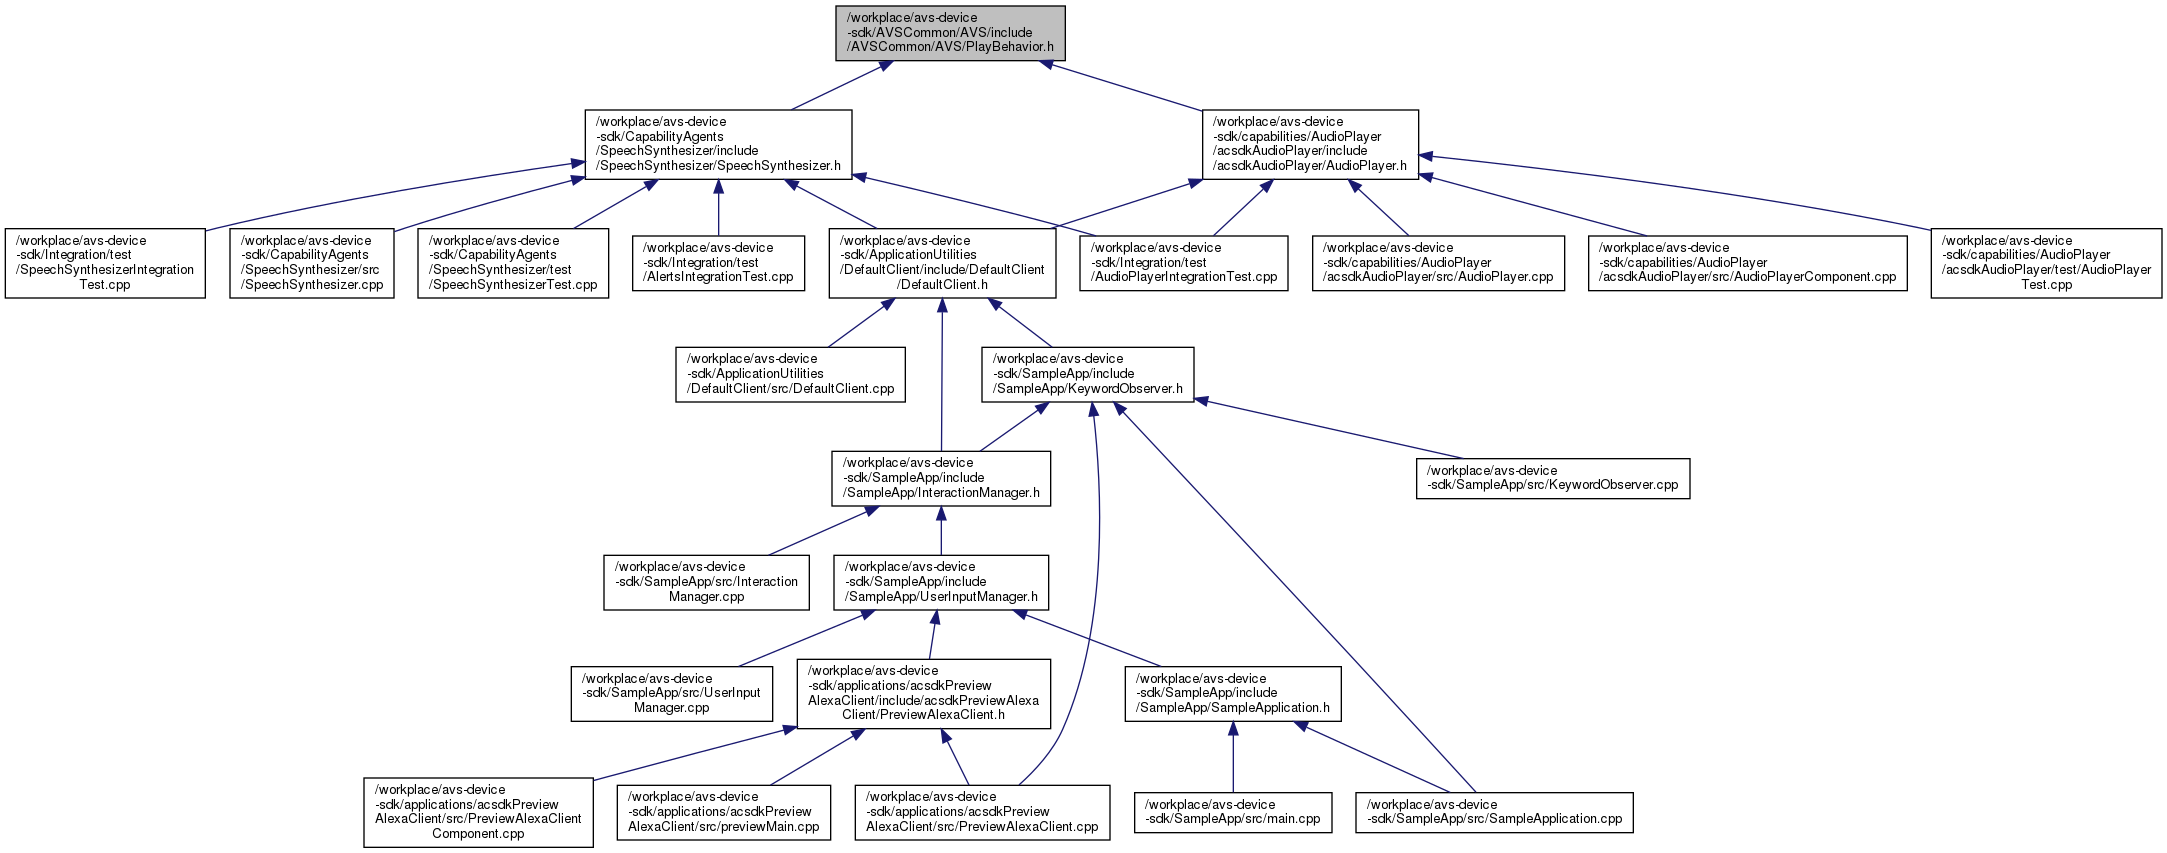 /workplace/avs-device
-sdk/AVSCommon/AVS/include
/AVSCommon/AVS/PlayBehavior.h
/workplace/avs-device
-sdk/CapabilityAgents
/SpeechSynthesizer/include
/SpeechSynthesizer/SpeechSynthesizer.h
/workplace/avs-device
-sdk/capabilities/AudioPlayer
/acsdkAudioPlayer/include
/acsdkAudioPlayer/AudioPlayer.h
/workplace/avs-device
-sdk/Integration/test
/SpeechSynthesizerIntegration
Test.cpp
/workplace/avs-device
-sdk/CapabilityAgents
/SpeechSynthesizer/src
/SpeechSynthesizer.cpp
/workplace/avs-device
-sdk/CapabilityAgents
/SpeechSynthesizer/test
/SpeechSynthesizerTest.cpp
/workplace/avs-device
-sdk/Integration/test
/AlertsIntegrationTest.cpp
/workplace/avs-device
-sdk/ApplicationUtilities
/DefaultClient/include/DefaultClient
/DefaultClient.h
/workplace/avs-device
-sdk/Integration/test
/AudioPlayerIntegrationTest.cpp
/workplace/avs-device
-sdk/capabilities/AudioPlayer
/acsdkAudioPlayer/src/AudioPlayer.cpp
/workplace/avs-device
-sdk/capabilities/AudioPlayer
/acsdkAudioPlayer/src/AudioPlayerComponent.cpp
/workplace/avs-device
-sdk/capabilities/AudioPlayer
/acsdkAudioPlayer/test/AudioPlayer
Test.cpp
/workplace/avs-device
-sdk/ApplicationUtilities
/DefaultClient/src/DefaultClient.cpp
/workplace/avs-device
-sdk/SampleApp/include
/SampleApp/KeywordObserver.h
/workplace/avs-device
-sdk/SampleApp/include
/SampleApp/InteractionManager.h
/workplace/avs-device
-sdk/SampleApp/src/KeywordObserver.cpp
/workplace/avs-device
-sdk/SampleApp/src/Interaction
Manager.cpp
/workplace/avs-device
-sdk/SampleApp/include
/SampleApp/UserInputManager.h
/workplace/avs-device
-sdk/SampleApp/src/UserInput
Manager.cpp
/workplace/avs-device
-sdk/applications/acsdkPreview
AlexaClient/include/acsdkPreviewAlexa
Client/PreviewAlexaClient.h
/workplace/avs-device
-sdk/SampleApp/include
/SampleApp/SampleApplication.h
/workplace/avs-device
-sdk/applications/acsdkPreview
AlexaClient/src/PreviewAlexaClient
Component.cpp
/workplace/avs-device
-sdk/applications/acsdkPreview
AlexaClient/src/previewMain.cpp
/workplace/avs-device
-sdk/applications/acsdkPreview
AlexaClient/src/PreviewAlexaClient.cpp
/workplace/avs-device
-sdk/SampleApp/src/main.cpp
/workplace/avs-device
-sdk/SampleApp/src/SampleApplication.cpp